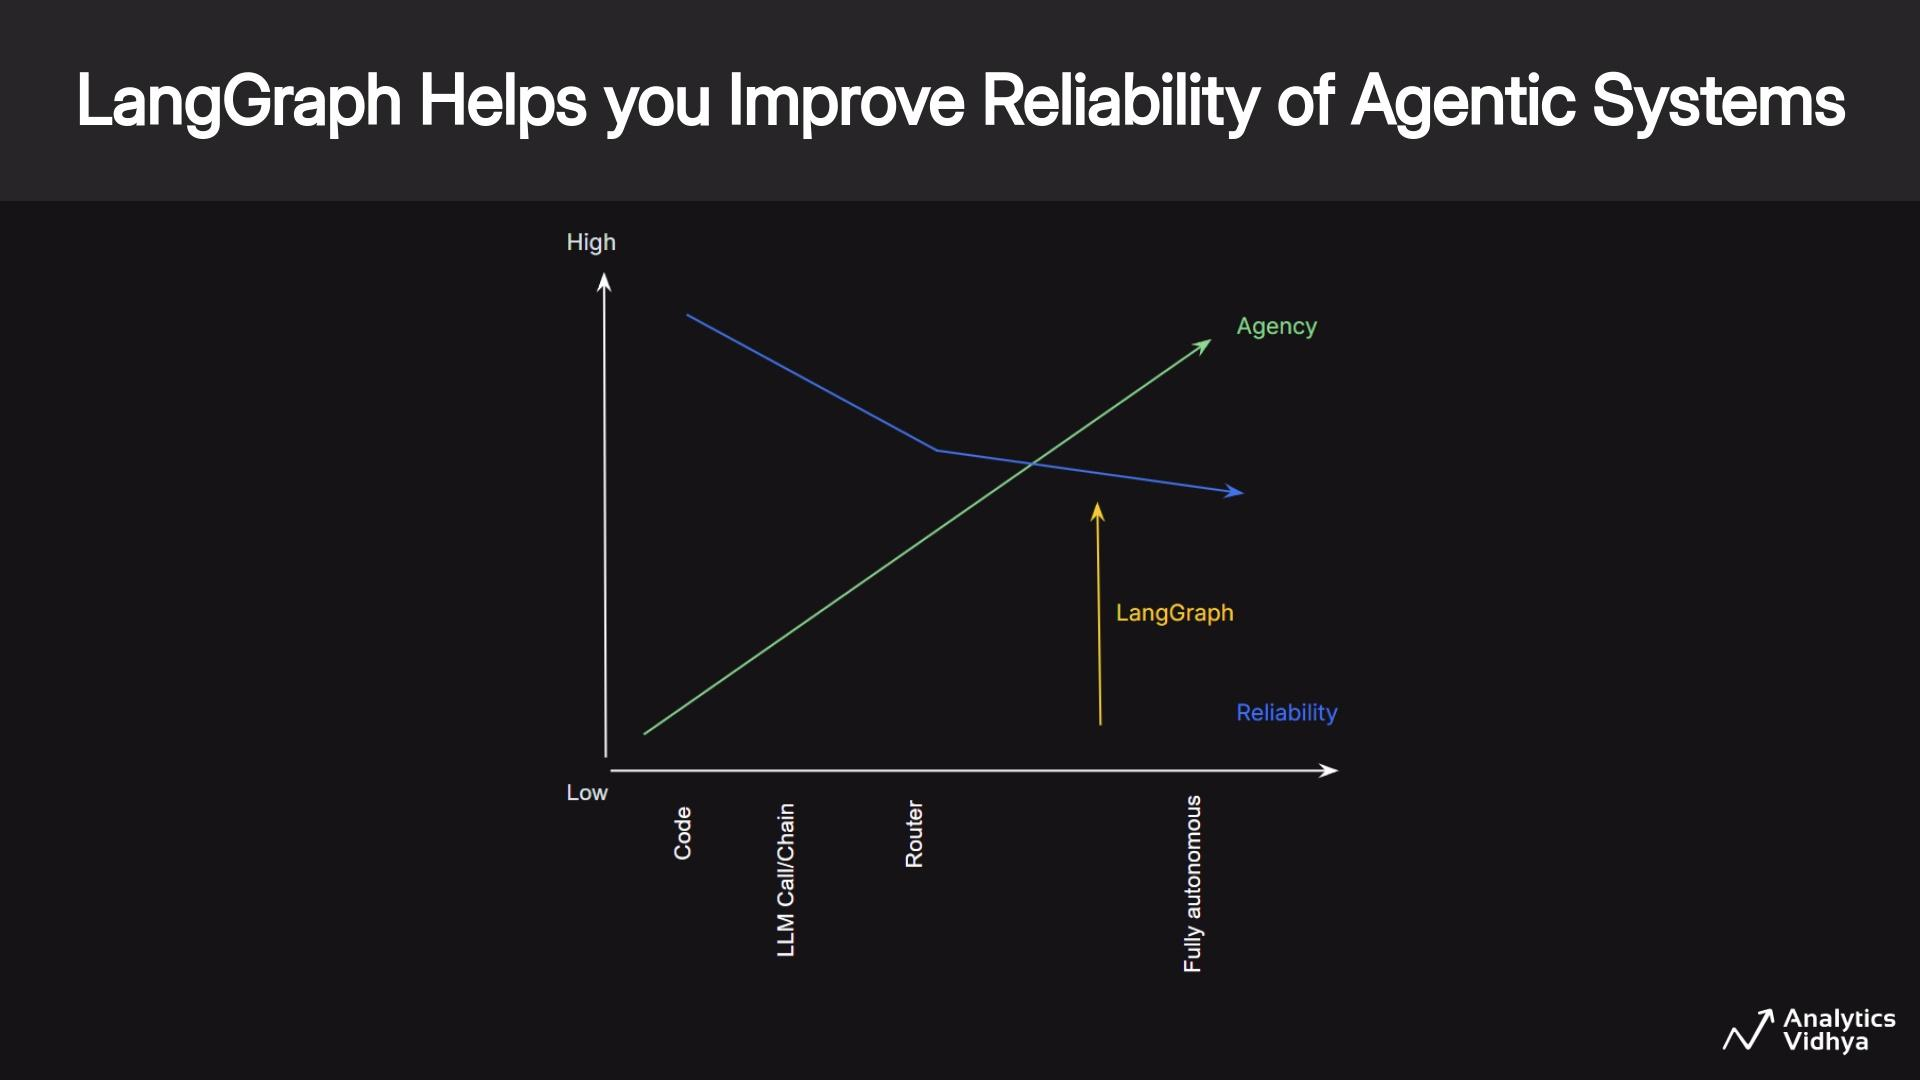 LangGraph Helps you Improve Reliability of Agentic Systems
High
Agency
LangGraph
Reliability
Low
Code
LLM Call/Chain
Router
Fully autonomous
Analytics
Vidhya